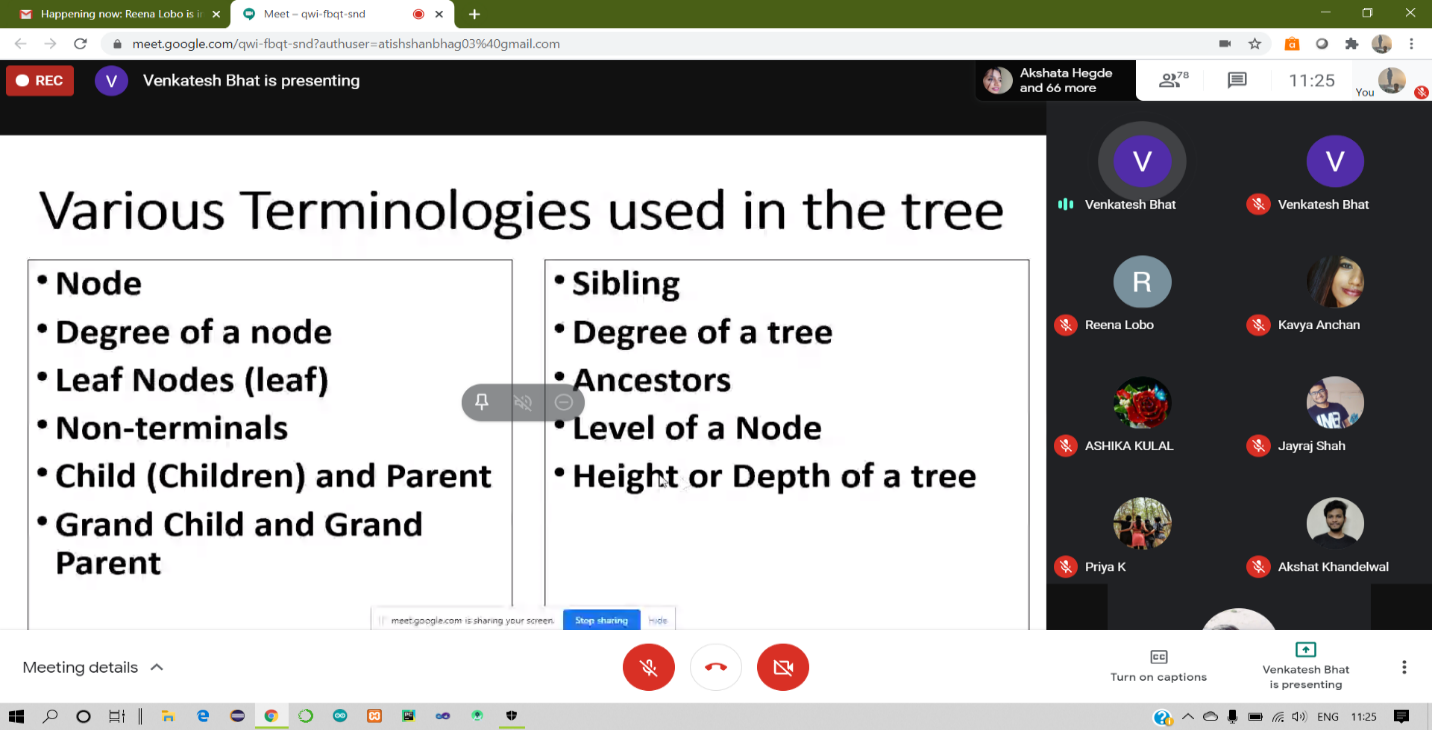 Happening now: Reena Lobo is in
Meet – qwi-fbqt-snd
meet.google.com/qwi-fbqt-snd?authuser=atishshanbhag03%40gmail.com
REC
V
Venkatesh Bhat is presenting
Akshata Hegde
and 66 more
78
11:25
You
Various Terminologies used in the tree
• Node
• Degree of a node
• Leaf Nodes (leaf)
• Non-terminals
• Child (Children) and Parent
• Grand Child and Grand
Parent
• Sibling
• Degree of a tree
• Ancestors
• Level of a Node
• Height or Depth of a tree
meet.google.com is sharing your screen.
Stop sharing
Hide
V
V
Venkatesh Bhat
Venkatesh Bhat
R
Reena Lobo
Kavya Anchan
ASHIKA KULAL
Jayraj Shah
Priya K
Akshat Khandelwal
Meeting details
CC
Turn on captions
Venkatesh Bhat
is presenting
ENG
11:25